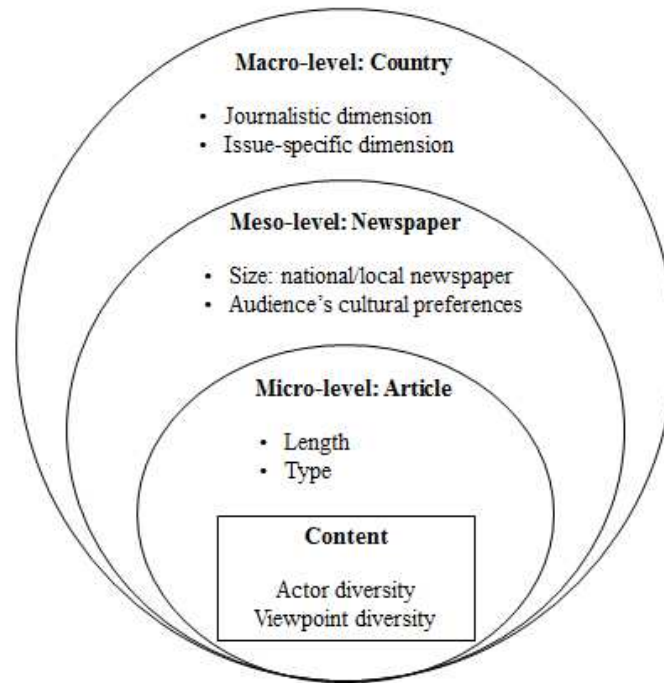 Macro-level: Country
• Journalistic dimension
• Issue-specific dimension
Meso-level: Newspaper
• Size: national/local newspaper
• Audience’s cultural preferences
Micro-level: Article
• Length
• Type
Content
Actor diversity
Viewpoint diversity